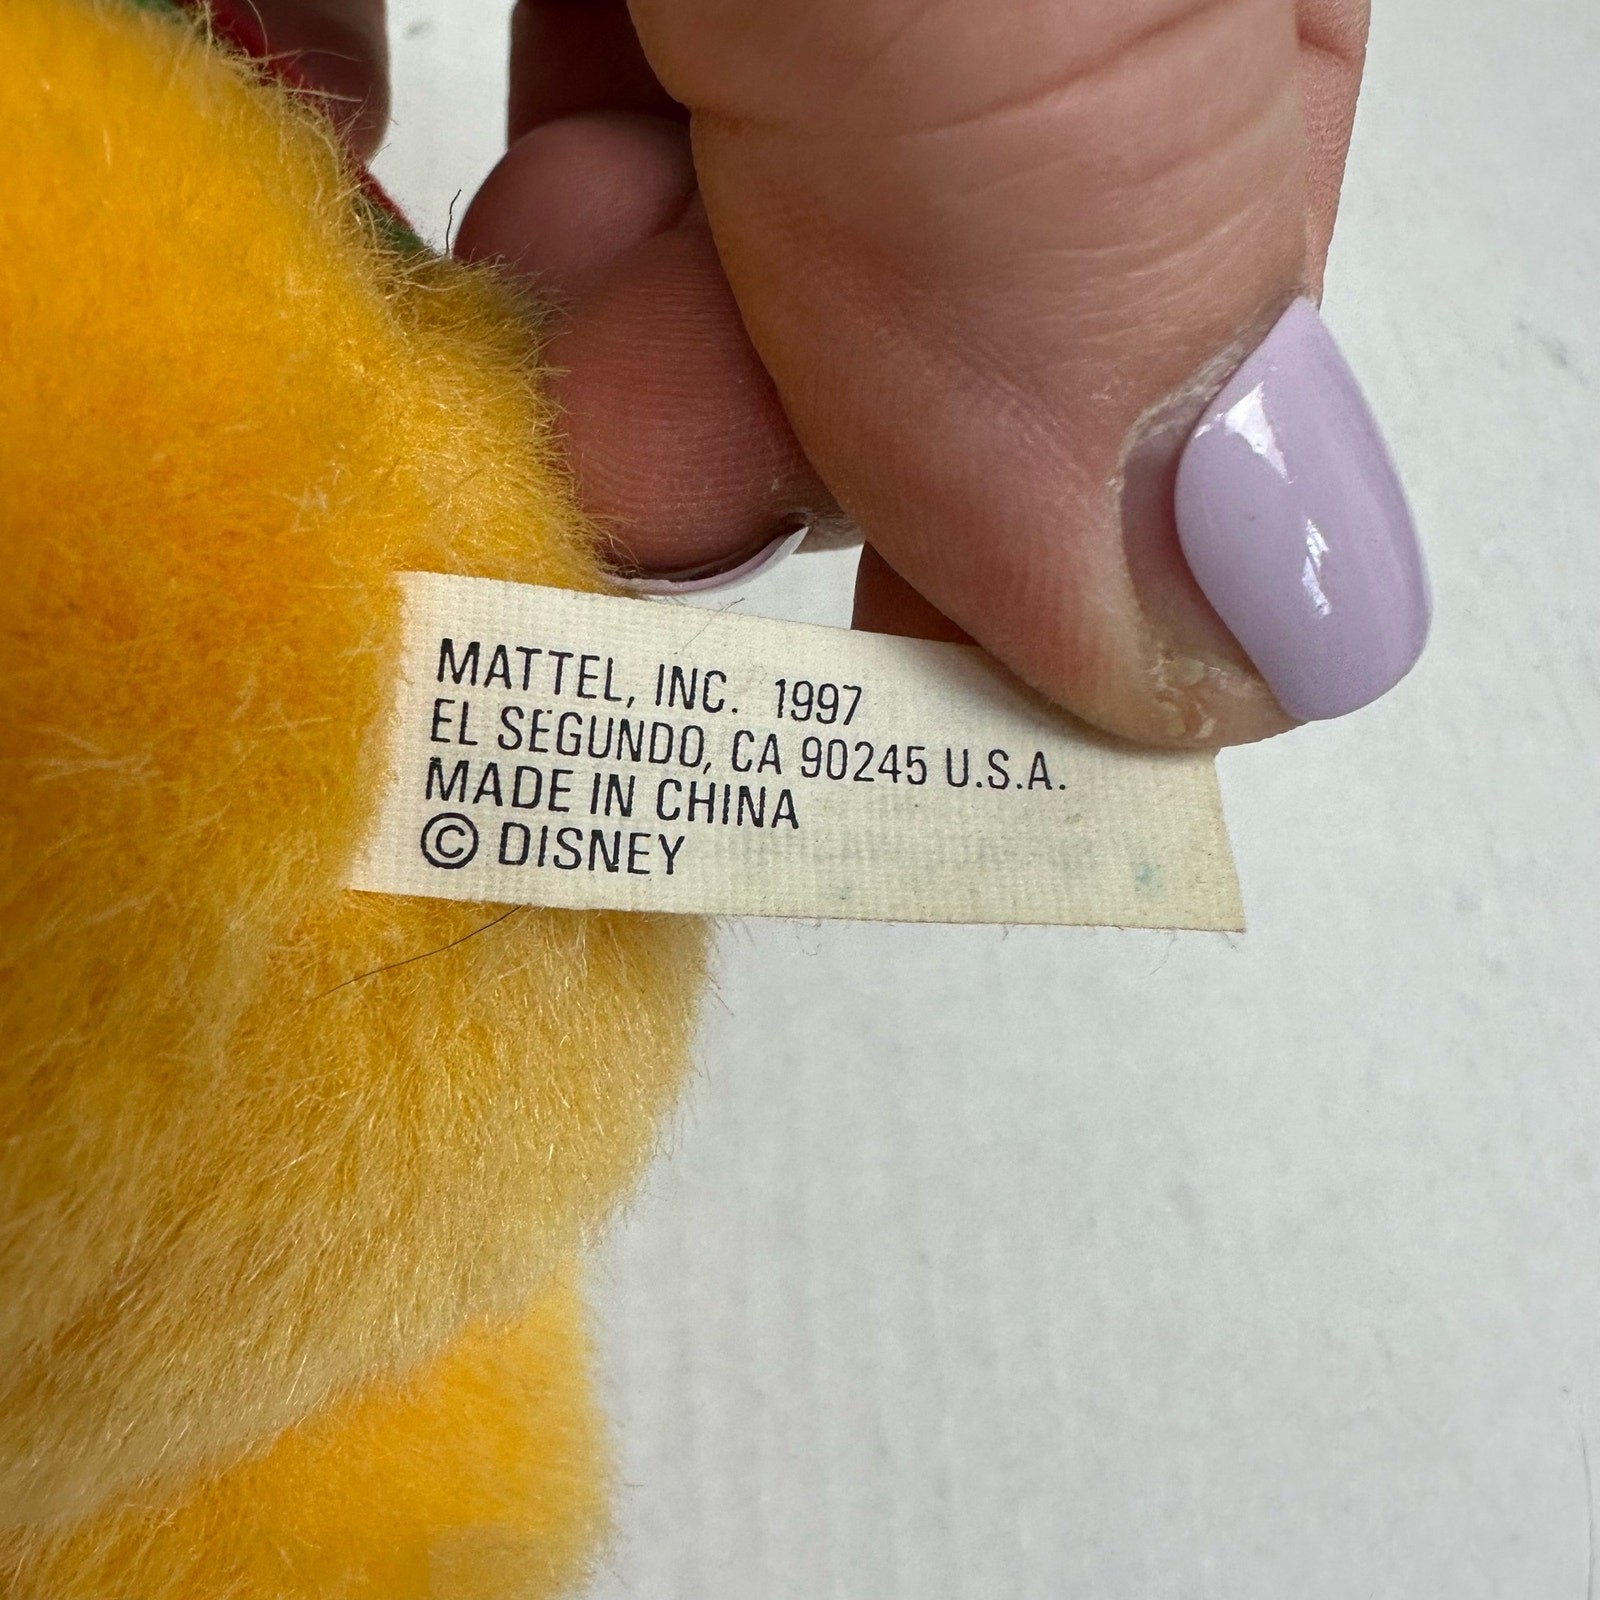 MATTEL, INC. 1997
EL SEGUNDO, CA 90245 U.S.A.
MADE IN CHINA
© DISNEY